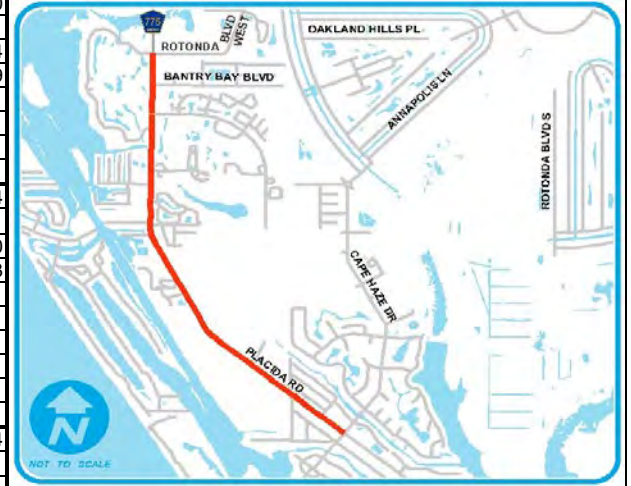 775
ROTONDA BLVD WEST
OAKLAND HILLS PL
BANTRY BAY BLVD
ANNAPOLIS LN
ROTONDA BLVD S
CAPE HAZE DR
PLACIDA RD
N
NOT TO SCALE